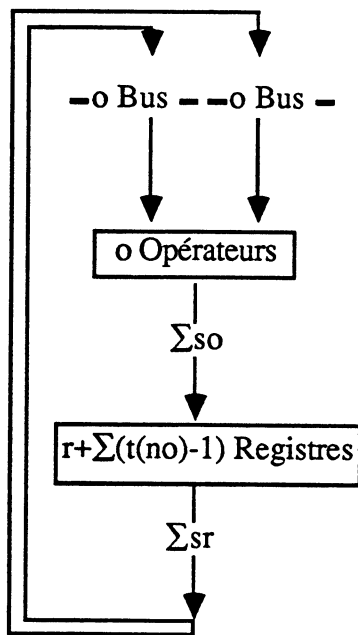 o Bus o Bus
o Opérateurs
∑so
r+∑(t(no)-1) Registres
∑sr